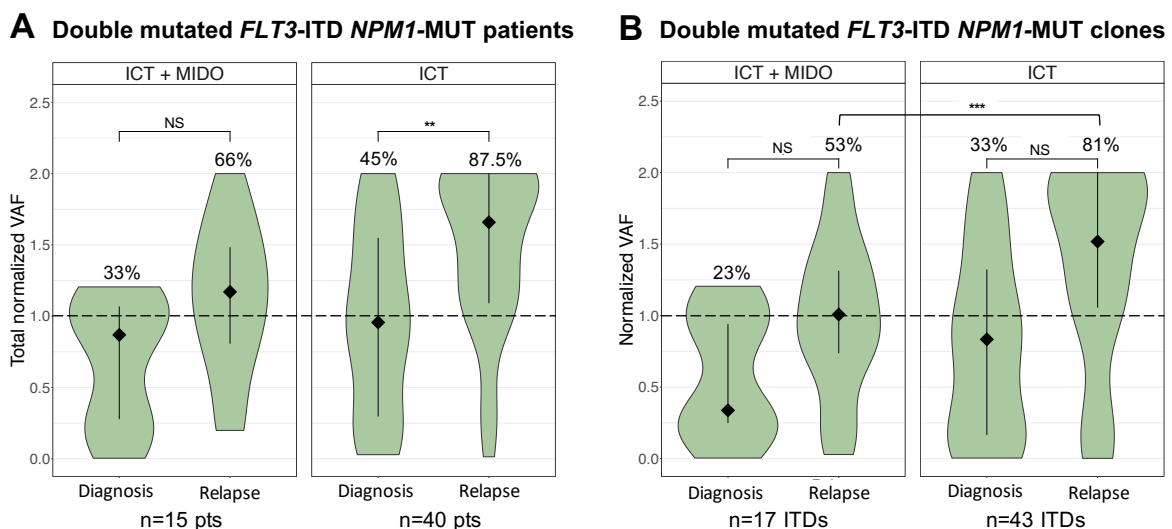 A Double mutated FLT3-ITD NPM1-MUT patients
ICT + MIDO
ICT
Total normalized VAF
2.5
2.0
1.5
1.0
0.5
0.0
NS
**
33%
66%
45%
87.5%
Diagnosis
Relapse
Diagnosis
Relapse
n=15 pts
n=40 pts
B Double mutated FLT3-ITD NPM1-MUT clones
ICT + MIDO
ICT
Normalized VAF
2.5
2.0
1.5
1.0
0.5
0.0
***
NS
NS
23%
53%
33%
81%
Diagnosis
Relapse
Diagnosis
Relapse
n=17 ITDs
n=43 ITDs